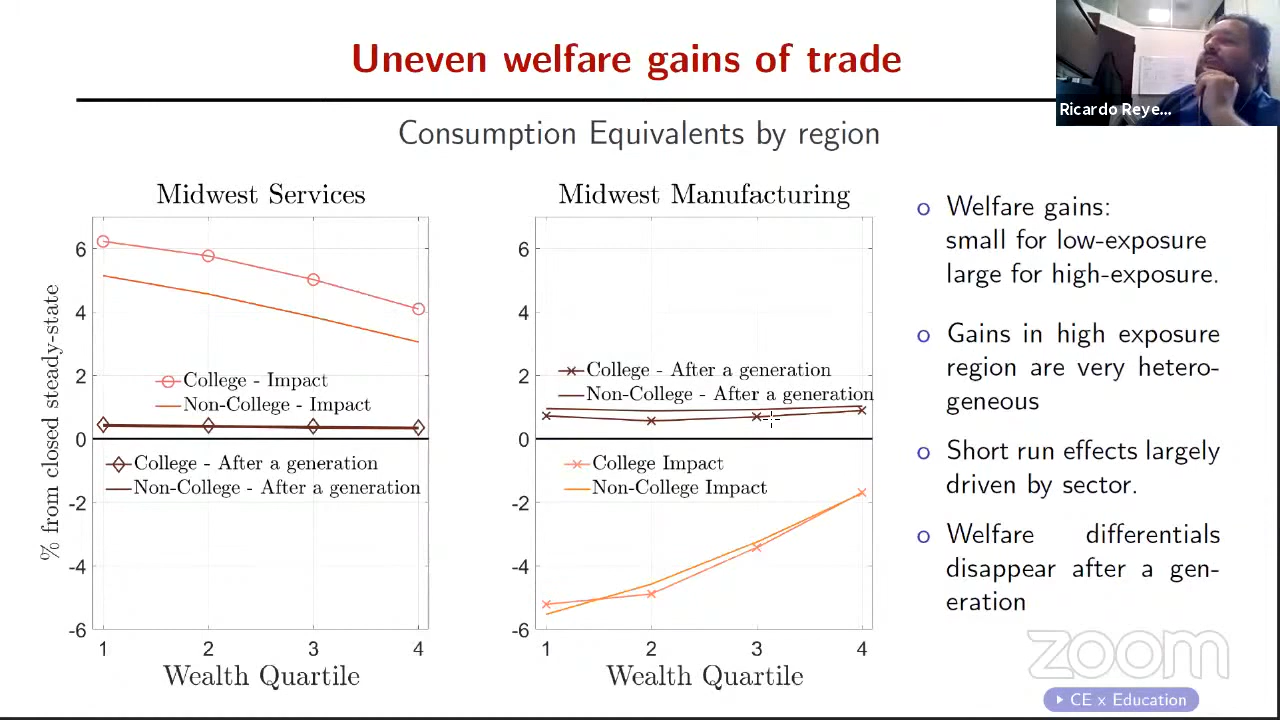 Uneven welfare gains of trade
Ricardo Reye...
Consumption Equivalents by region
Midwest Services
% from closed steady-state
6
4
2
0
-2
-4
-6
College - Impact
Non-College - Impact
College - After a generation
Non-College - After a generation
1 2 3 4
Wealth Quartile
Midwest Manufacturing
6
4
2
0
-2
-4
-6
College - After a generation
Non-College - After a generation
College Impact
Non-College Impact
1 2 3 4
Wealth Quartile
o Welfare gains:
small for low-exposure
large for high-exposure.
o Gains in high exposure
region are very hetero-
geneous
o Short run effects largely
driven by sector.
o Welfare differentials
disappear after a gen-
eration
zoom
CE x Education